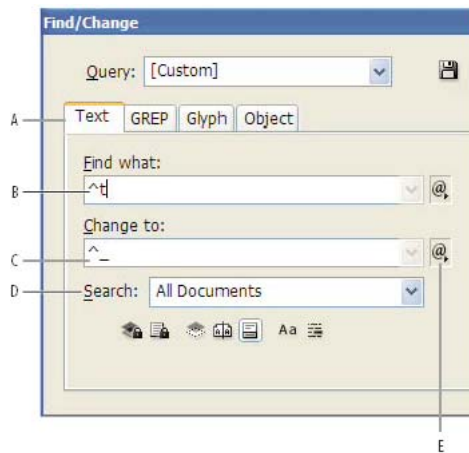 Find/Change
Query: [Custom]
A Text GREP Glyph Object
Find what:
B ^t @
Change to:
C ^_ @
D Search: All Documents
Aa
E